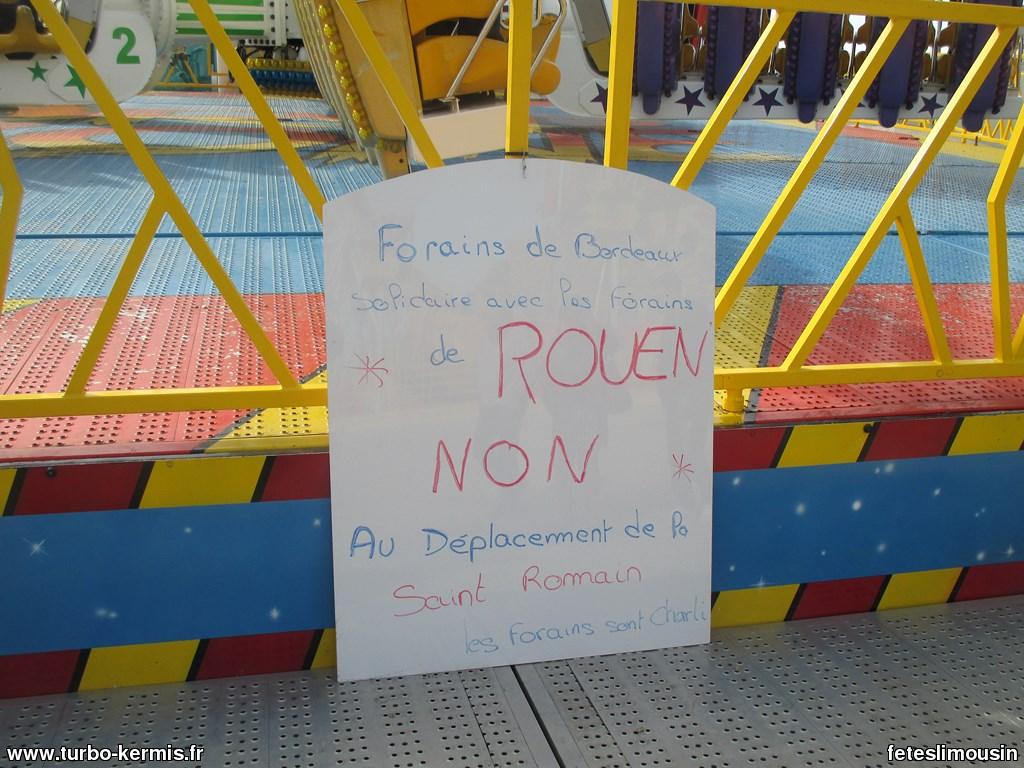 2
Forains de Bordeaux
Solidaire avec les Forains
de ROUEN
NON
Au Déplacement de la
Saint Romain
les Forains sont Charli
www.turbo-kermis.fr
feteslimousin